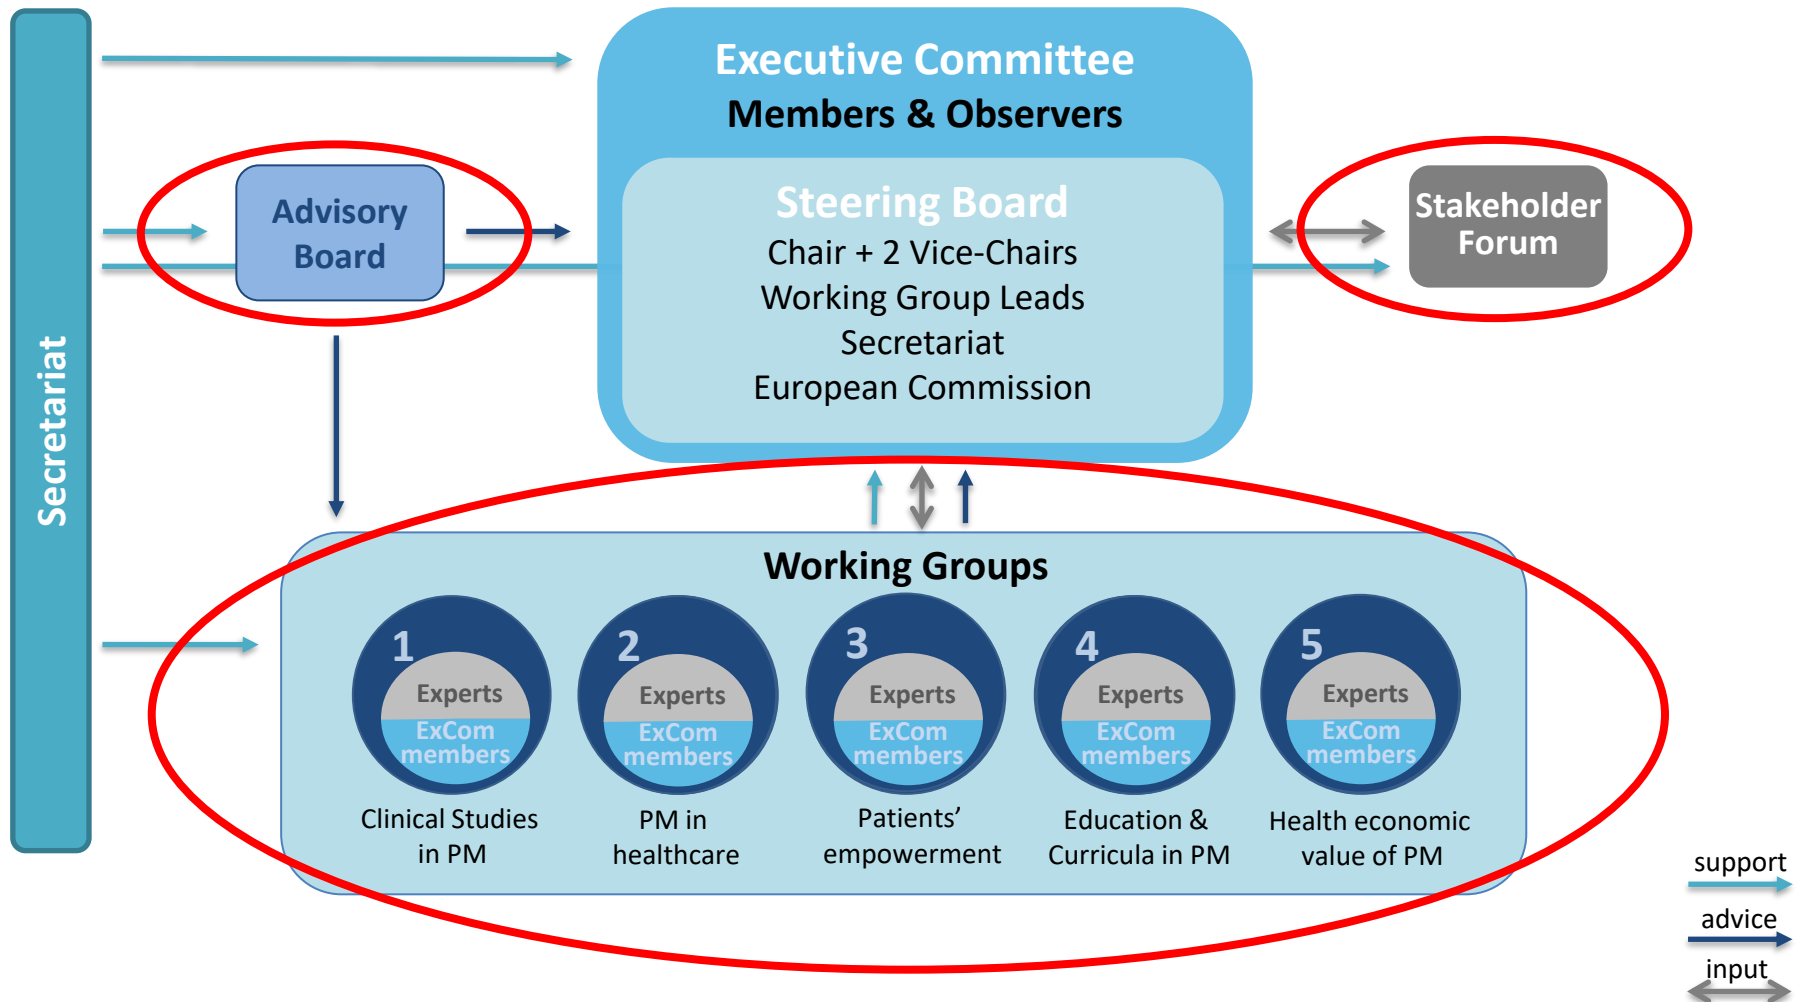 Secretariat
Executive Committee
Members & Observers
Steering Board
Chair + 2 Vice-Chairs
Working Group Leads
Secretariat
European Commission
Advisory
Board
Stakeholder
Forum
Working Groups
1
Experts
ExCom
members
Clinical Studies
in PM
2
Experts
ExCom
members
PM in
healthcare
3
Experts
ExCom
members
Patients’
empowerment
4
Experts
ExCom
members
Education &
Curricula in PM
5
Experts
ExCom
members
Health economic
value of PM
support
advice
input